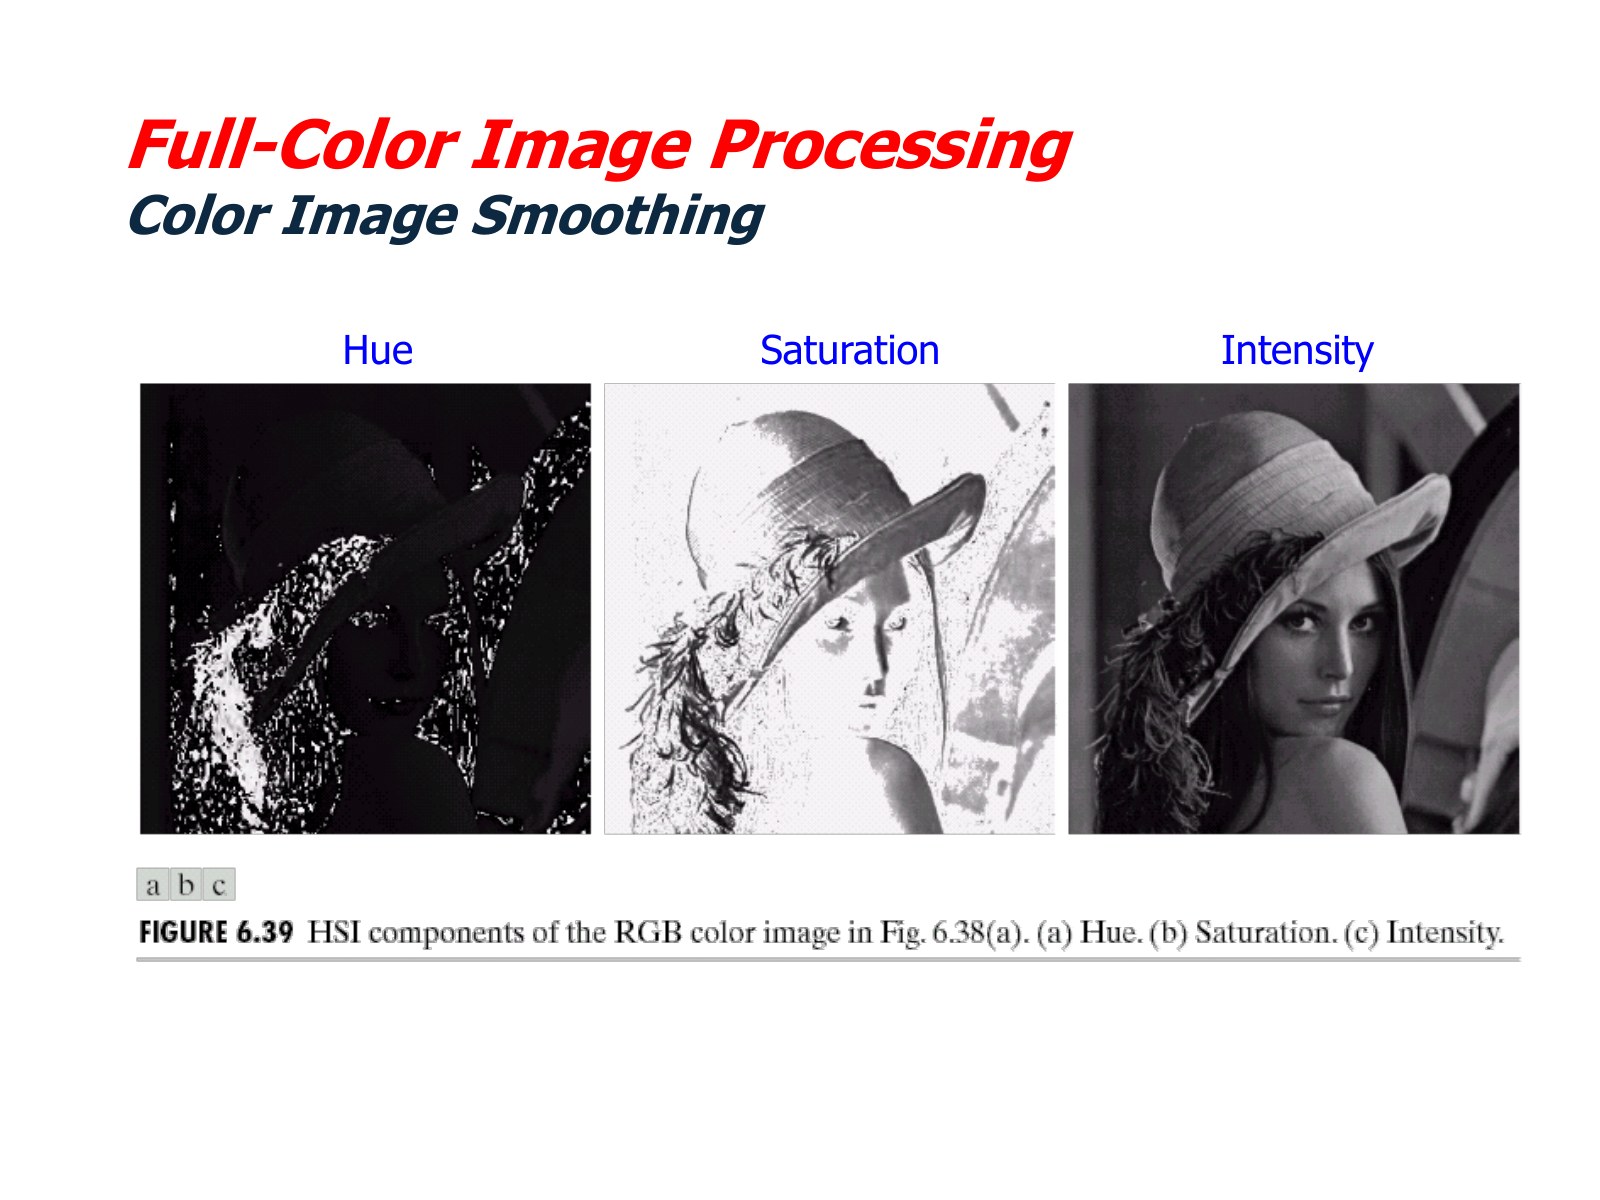 Full-Color Image Processing
Color Image Smoothing
Hue Saturation Intensity
a b c
FIGURE 6.39 HSI components of the RGB color image in Fig. 6.38(a). (a) Hue. (b) Saturation. (c) Intensity.